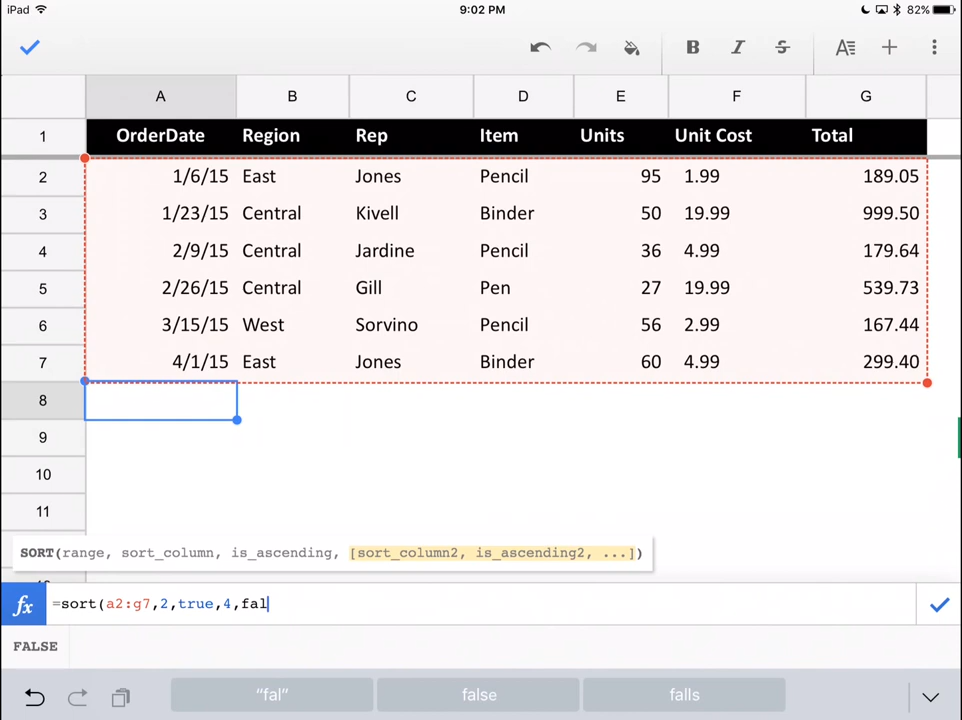 iPad 9:02 PM 82%
B I S A
A B C D E F G
1 OrderDate Region Rep Item Units Unit Cost Total
2 1/6/15 East Jones Pencil 95 1.99 189.05
3 1/23/15 Central Kivell Binder 50 19.99 999.50
4 2/9/15 Central Jardine Pencil 36 4.99 179.64
5 2/26/15 Central Gill Pen 27 19.99 539.73
6 3/15/15 West Sorvino Pencil 56 2.99 167.44
7 4/1/15 East Jones Binder 60 4.99 299.40
8
9
10
11
SORT(range, sort_column, is_ascending, [sort_column2, is_ascending2, ...])
fx =sort(a2:g7,2,true,4,fal
FALSE
“fal” false falls